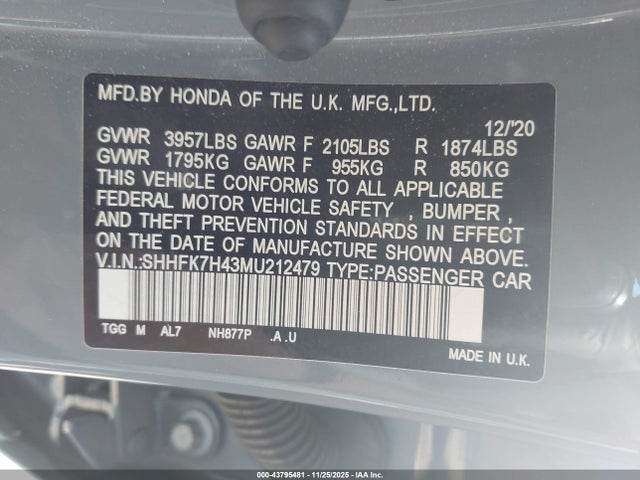 MFD.BY HONDA OF THE U.K. MFG.,LTD.
12/'20
GVWR 3957LBS GAWR F 2105LBS R 1874LBS
GVWR 1795KG GAWR F 955KG R 850KG
THIS VEHICLE CONFORMS TO ALL APPLICABLE
FEDERAL MOTOR VEHICLE SAFETY , BUMPER ,
AND THEFT PREVENTION STANDARDS IN EFFECT
ON THE DATE OF MANUFACTURE SHOWN ABOVE.
V.I.N.:SHHFK7H43MU212479 TYPE:PASSENGER CAR
TGG M AL7 NH877P .A .U
MADE IN U.K.
000-43795481 | 11/25/2025 | IAA Inc.